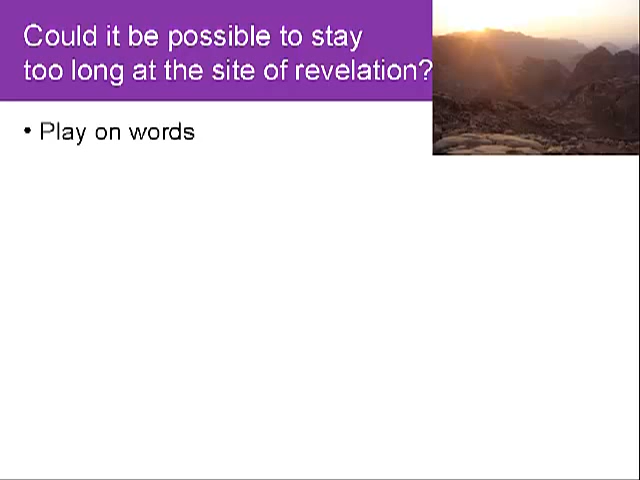 Could it be possible to stay
too long at the site of revelation?
• Play on words